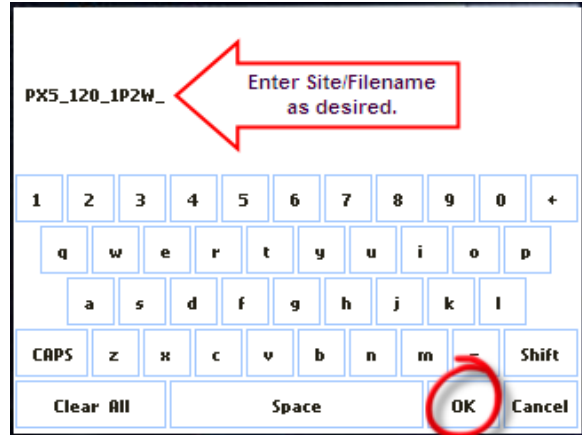 PX5_120_1P2W_
Enter Site/Filename
as desired.
1 2 3 4 5 6 7 8 9 0 ←
q w e r t y u i o p
a s d f g h j k l
CAPS z x c v b n m – Shift
Clear All Space OK Cancel